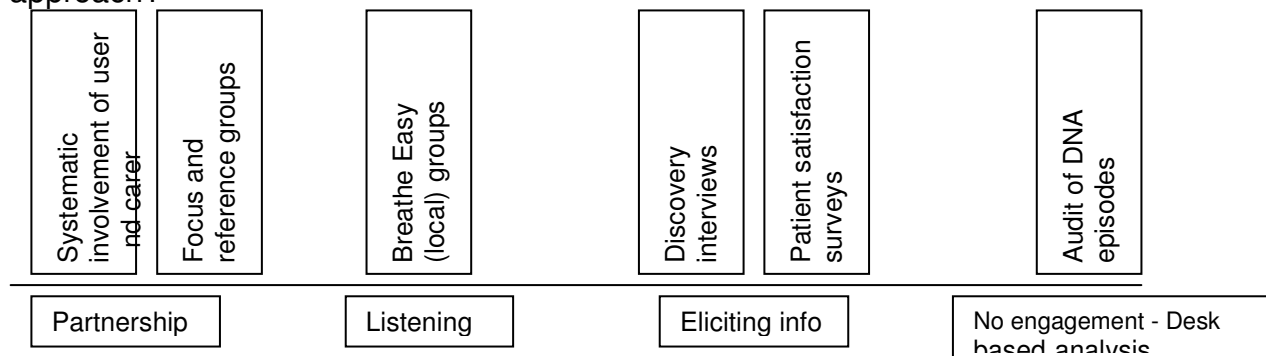 approach?
Systematic
involvement of user
nd carer
Focus and
reference groups
Breathe Easy
(local) groups
Discovery
interviews
Patient satisfaction
surveys
Audit of DNA
episodes
Partnership
Listening
Eliciting info
No engagement - Desk
based analysis